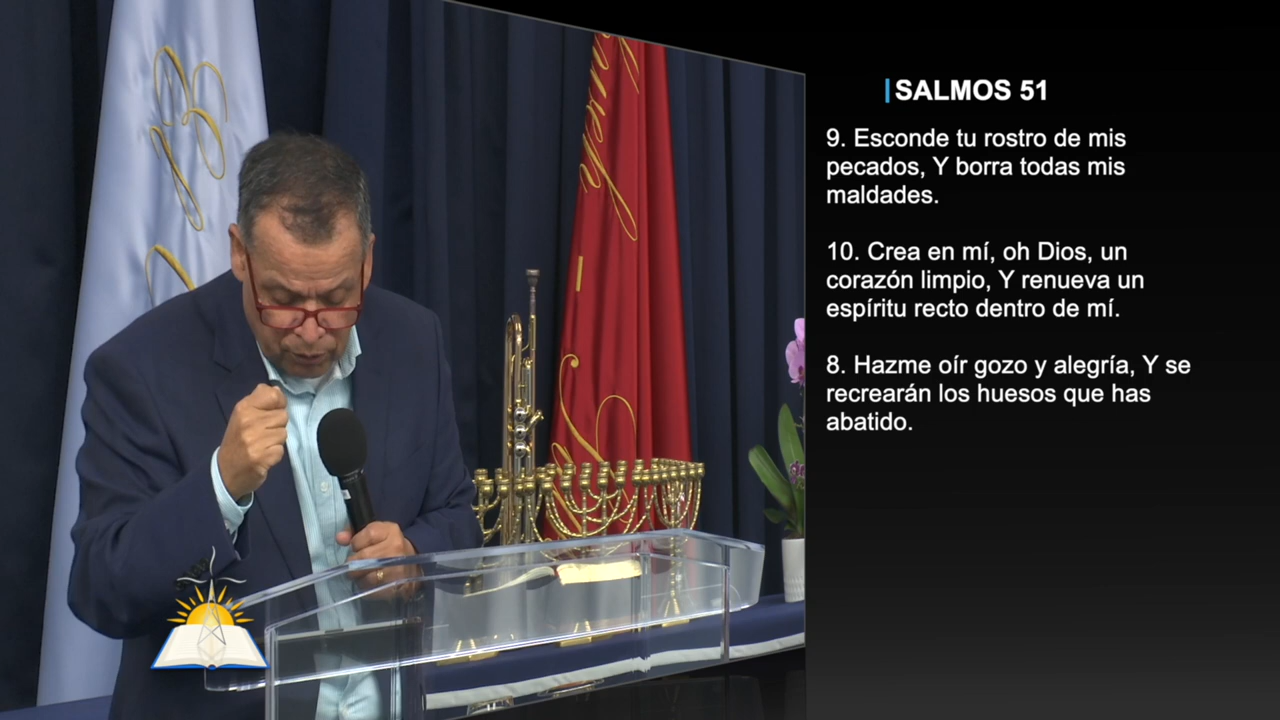 SALMOS 51
9. Esconde tu rostro de mis
pecados, Y borra todas mis
maldades.
10. Crea en mí, oh Dios, un
corazón limpio, Y renueva un
espíritu recto dentro de mí.
8. Hazme oír gozo y alegría, Y se
recrearán los huesos que has
abatido.